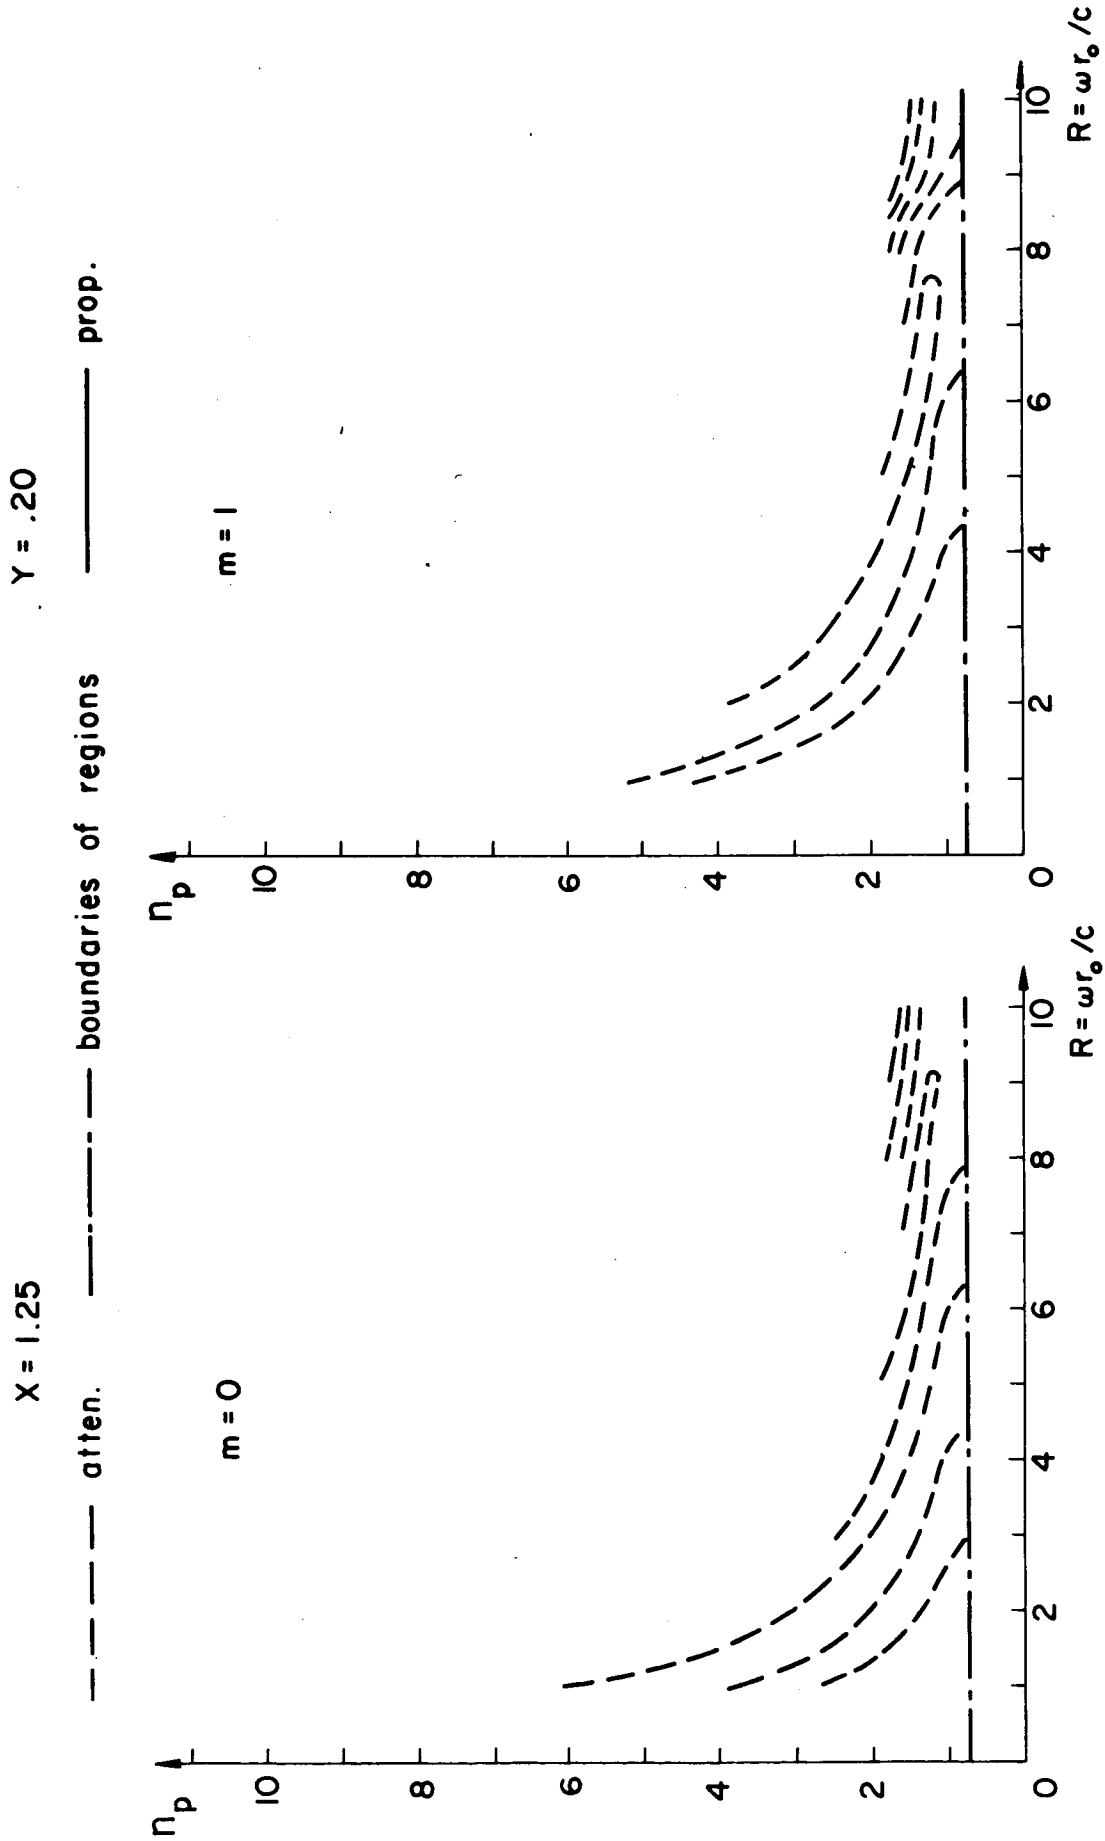 X = 1.25 Y = .20
atten. boundaries of regions prop.
m = 0
n_p
10
8
6
4
2
0
2 4 6 8 10
R = ωr₀/c
m = 1
n_p
10
8
6
4
2
0
2 4 6 8 10
R = ωr₀/c